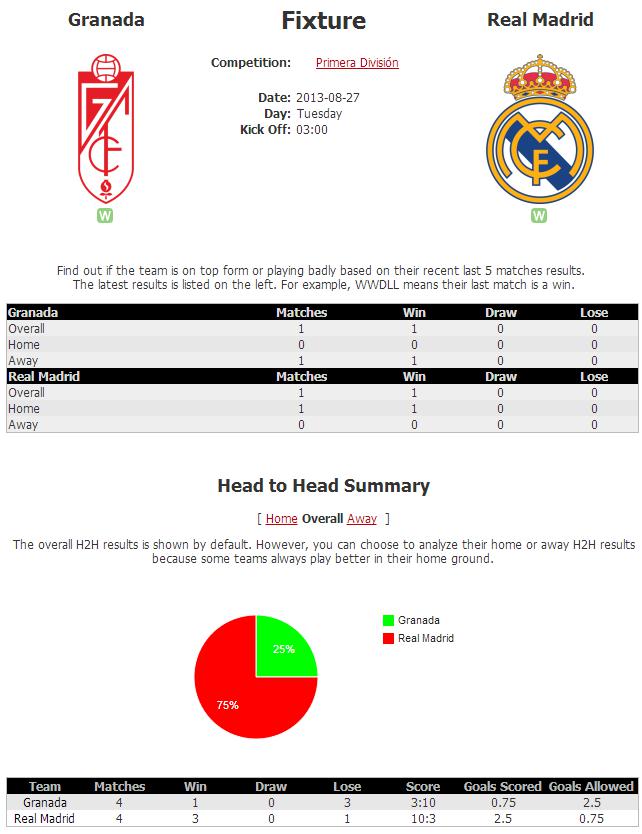 Granada Fixture Real Madrid
Competition: Primera División
Date: 2013-08-27
Day: Tuesday
Kick Off: 03:00
W W
Find out if the team is on top form or playing badly based on their recent last 5 matches results.
The latest results is listed on the left. For example, WWDLL means their last match is a win.
Granada Matches Win Draw Lose
Overall 1 1 0 0
Home 0 0 0 0
Away 1 1 0 0
Real Madrid Matches Win Draw Lose
Overall 1 1 0 0
Home 1 1 0 0
Away 0 0 0 0
Head to Head Summary
[ Home Overall Away ]
The overall H2H results is shown by default. However, you can choose to analyze their home or away H2H results
because some teams always play better in their home ground.
Granada
Real Madrid
25%
75%
Team Matches Win Draw Lose Score Goals Scored Goals Allowed
Granada 4 1 0 3 3:10 0.75 2.5
Real Madrid 4 3 0 1 10:3 2.5 0.75